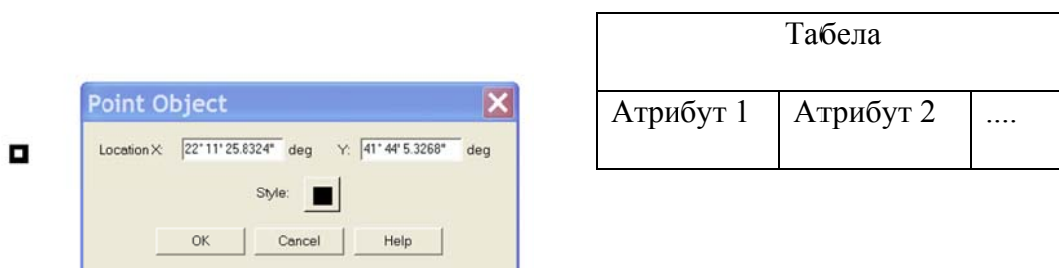 Point Object
Location X: 22° 11' 25.8324" deg Y: 41° 44' 5.3268" deg
Style:
OK Cancel Help
Табела
Атрибут 1 Атрибут 2 ....